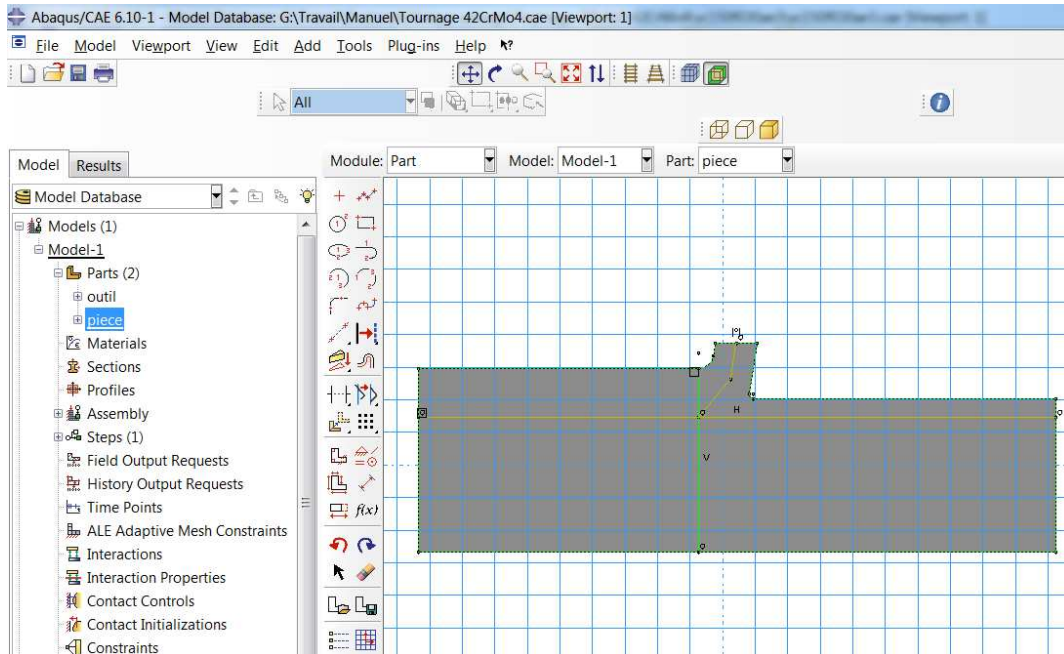 Abaqus/CAE 6.10-1 - Model Database: G:\Travail\Manuel\Tournage 42CrMo4.cae [Viewport: 1]
File Model Viewport View Edit Add Tools Plug-ins Help
All
Model Results
Module: Part Model: Model-1 Part: piece
Model Database
Models (1)
Model-1
Parts (2)
outil
piece
Materials
Sections
Profiles
Assembly
Steps (1)
Field Output Requests
History Output Requests
Time Points
ALE Adaptive Mesh Constraints
Interactions
Interaction Properties
Contact Controls
Contact Initializations
Constraints
f(x)
H
V